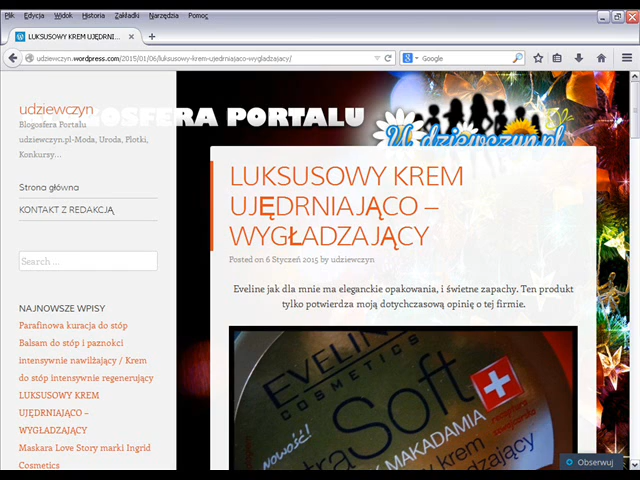 Plik Edycja Widok Historia Zakładki Narzędzia Pomoc
LUKSUSOWY KREM UJĘDRNIAJĄCO...
udziewczyn.wordpress.com/2015/01/06/luksusowy-krem-ujedrniajaco-wygladzajacy/
Google
udziewczyn
Blogosfera Portalu
udziewczyn.pl-Moda, Uroda, Plotki,
Konkursy...
Strona główna
KONTAKT Z REDAKCJĄ
Search ...
NAJNOWSZE WPISY
Parafinowa kuracja do stóp
Balsam do stóp i paznokci
intensywnie nawilżający / Krem
do stóp intensywnie regenerujący
LUKSUSOWY KREM
UJĘDRNIAJĄCO –
WYGŁADZAJĄCY
Maskara Love Story marki Ingrid
Cosmetics
OSFERA PORTALU
Udziewczyn.pl
LUKSUSOWY KREM
UJĘDRNIAJĄCO –
WYGŁADZAJĄCY
Posted on 6 Styczeń 2015 by udziewczyn
Eveline jak dla mnie ma eleganckie opakowania, i świetne zapachy. Ten produkt
tylko potwierdza moją dotychczasową opinię o tej firmie.
EVELINE
COSMETICS
tra Soft
NOWOŚĆ!
MAKADAMIA
wy krem
dzający
Obserwuj